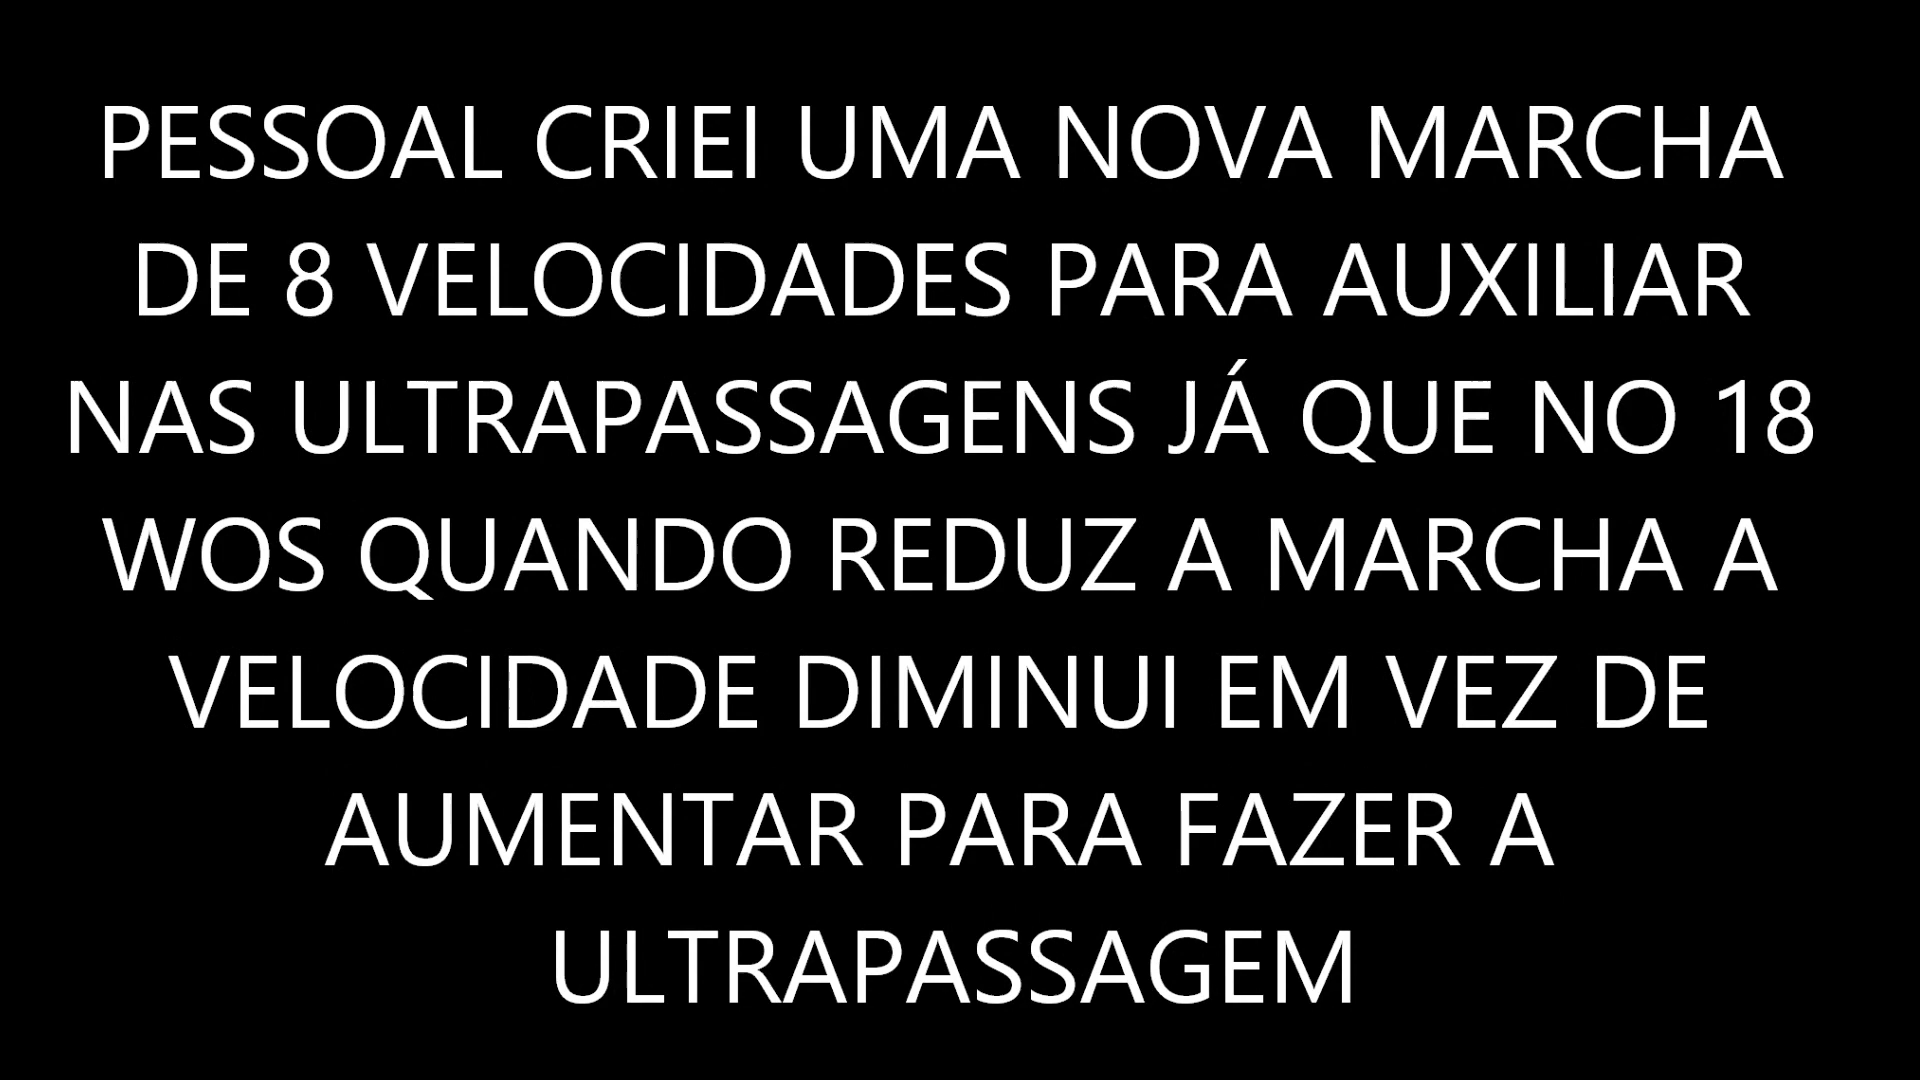 PESSOAL CRIEI UMA NOVA MARCHA
DE 8 VELOCIDADES PARA AUXILIAR
NAS ULTRAPASSAGENS JÁ QUE NO 18
WOS QUANDO REDUZ A MARCHA A
VELOCIDADE DIMINUI EM VEZ DE
AUMENTAR PARA FAZER A
ULTRAPASSAGEM